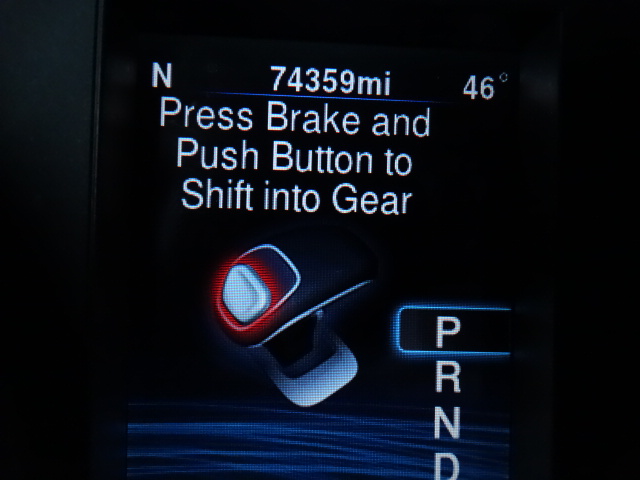 N 74359mi 46°
Press Brake and
Push Button to
Shift into Gear
P
R
N
D